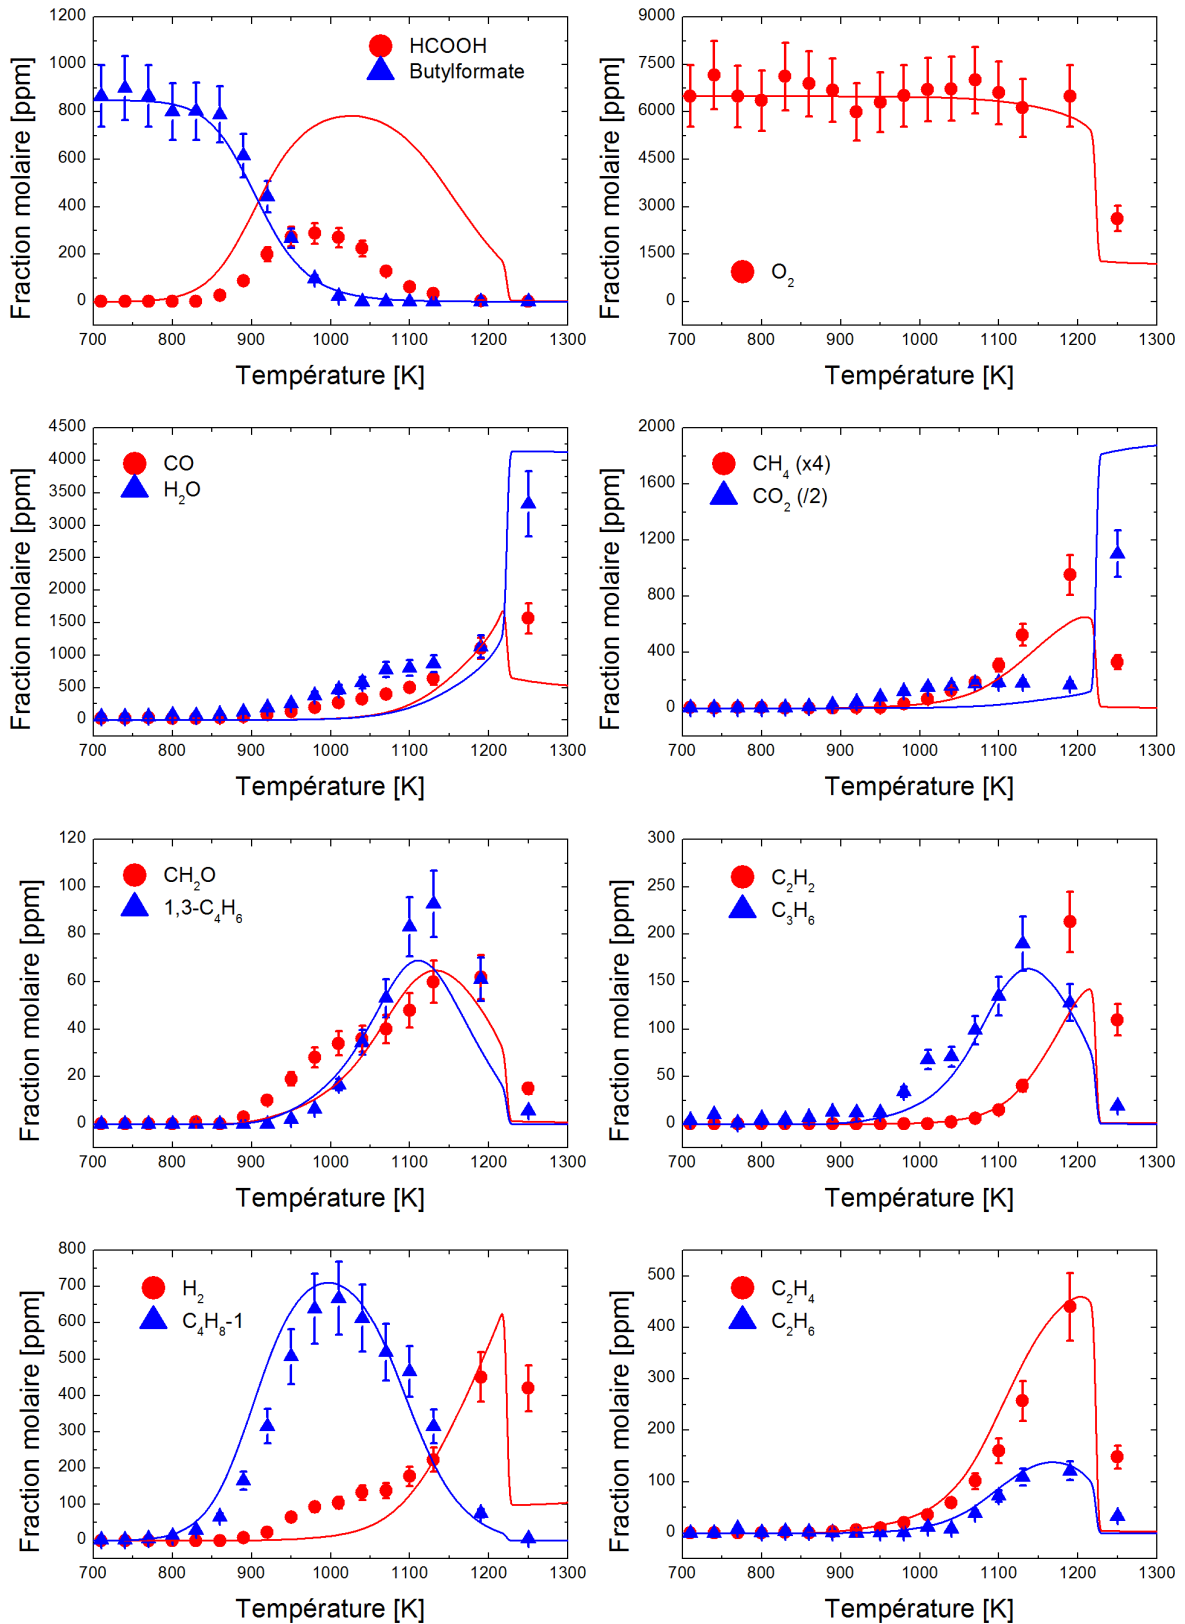 1200
1000
800
600
400
200
0
HCOOH
Butylformate
Fraction molaire [ppm]
700 800 900 1000 1100 1200 1300
Température [K]
9000
7500
6000
4500
3000
1500
0
O2
Fraction molaire [ppm]
700 800 900 1000 1100 1200 1300
Température [K]
4500
4000
3500
3000
2500
2000
1500
1000
500
0
CO
H2O
Fraction molaire [ppm]
700 800 900 1000 1100 1200 1300
Température [K]
2000
1600
1200
800
400
0
CH4 (x4)
CO2 (/2)
Fraction molaire [ppm]
700 800 900 1000 1100 1200 1300
Température [K]
120
100
80
60
40
20
0
CH2O
1,3-C4H6
Fraction molaire [ppm]
700 800 900 1000 1100 1200 1300
Température [K]
300
250
200
150
100
50
0
C2H2
C3H6
Fraction molaire [ppm]
700 800 900 1000 1100 1200 1300
Température [K]
800
700
600
500
400
300
200
100
0
H2
C4H8-1
Fraction molaire [ppm]
700 800 900 1000 1100 1200 1300
Température [K]
500
400
300
200
100
0
C2H4
C2H6
Fraction molaire [ppm]
700 800 900 1000 1100 1200 1300
Température [K]